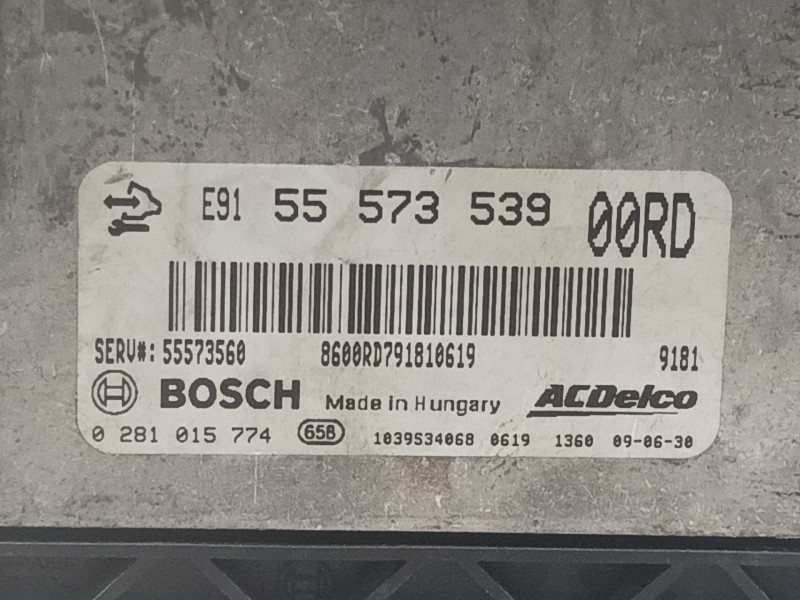 E91 55 573 539 00RD
SERV#: 55573560 8600RD791810619 9181
BOSCH Made in Hungary ACDelco
0 281 015 774 658 1039S34068 0619 1360 09-06-30